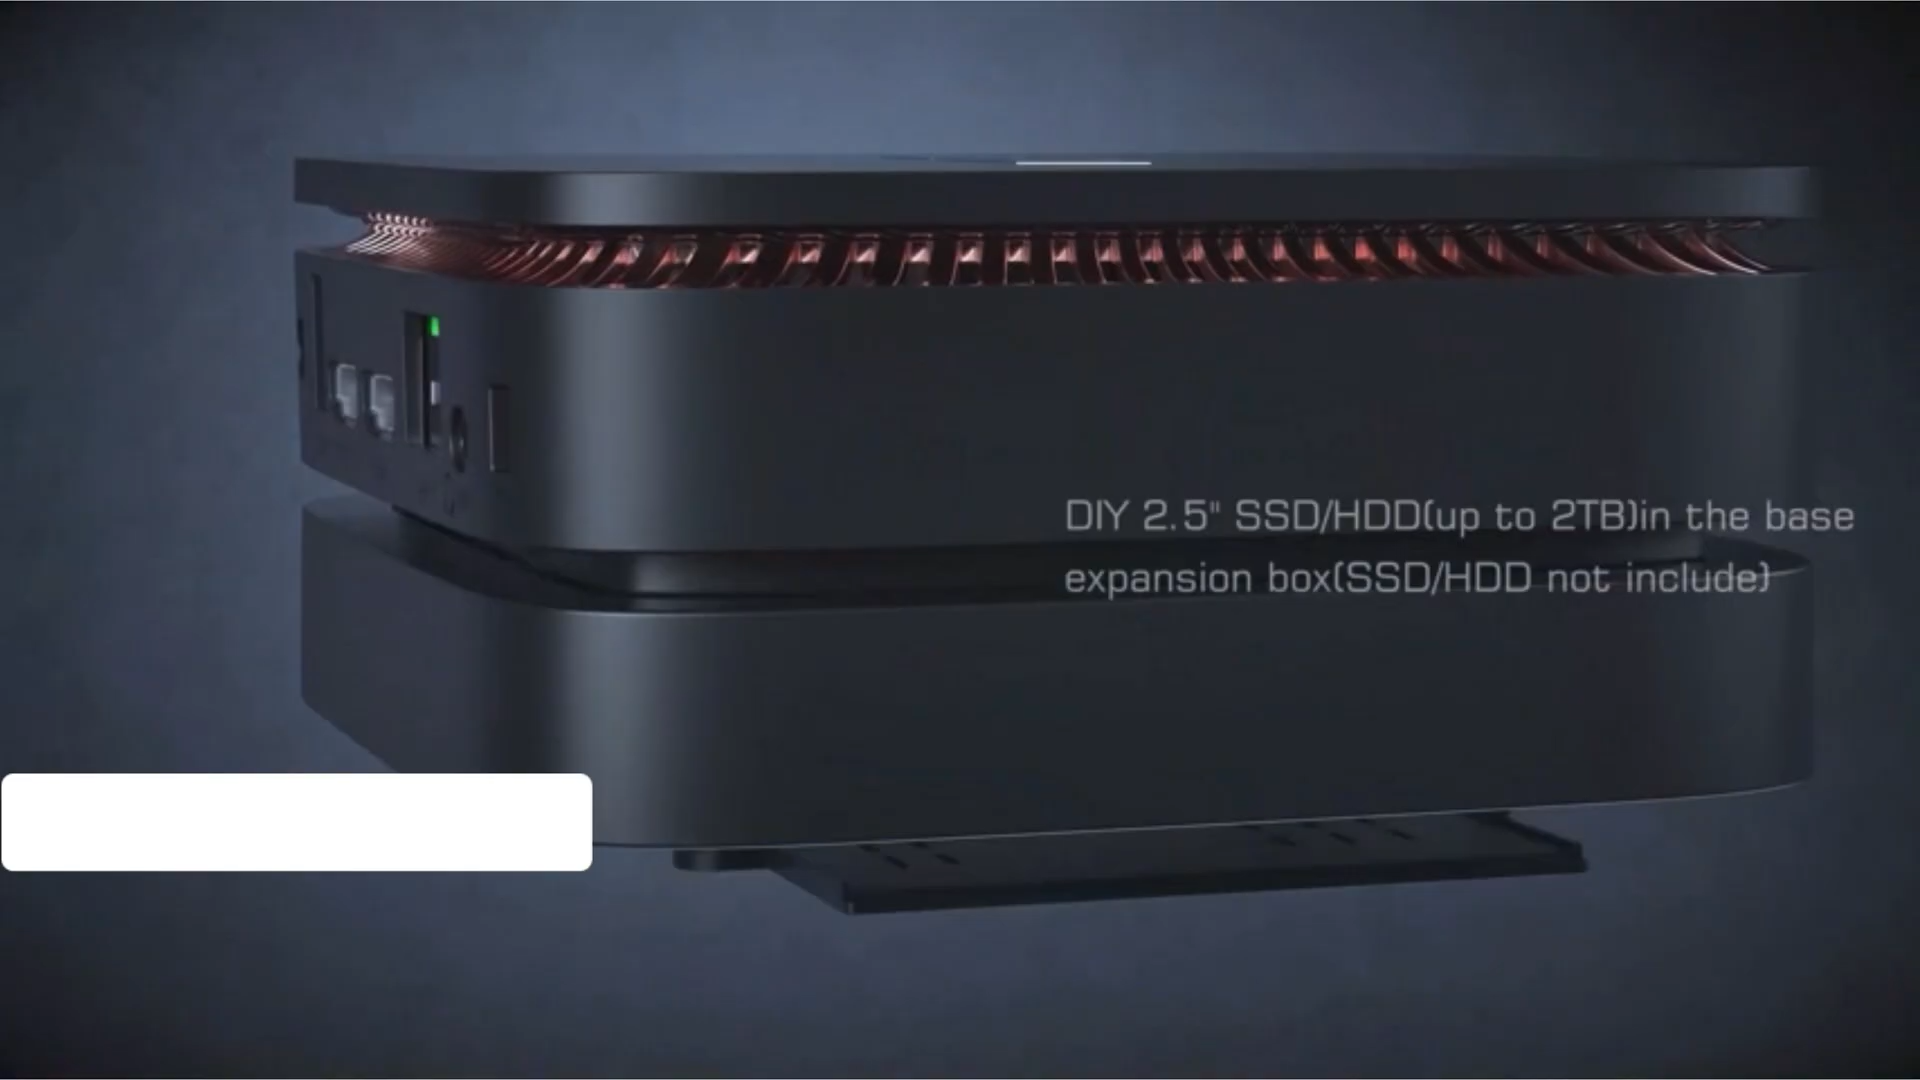 DIY 2.5" SSD/HDD(up to 2TB)in the base
expansion box(SSD/HDD not include)